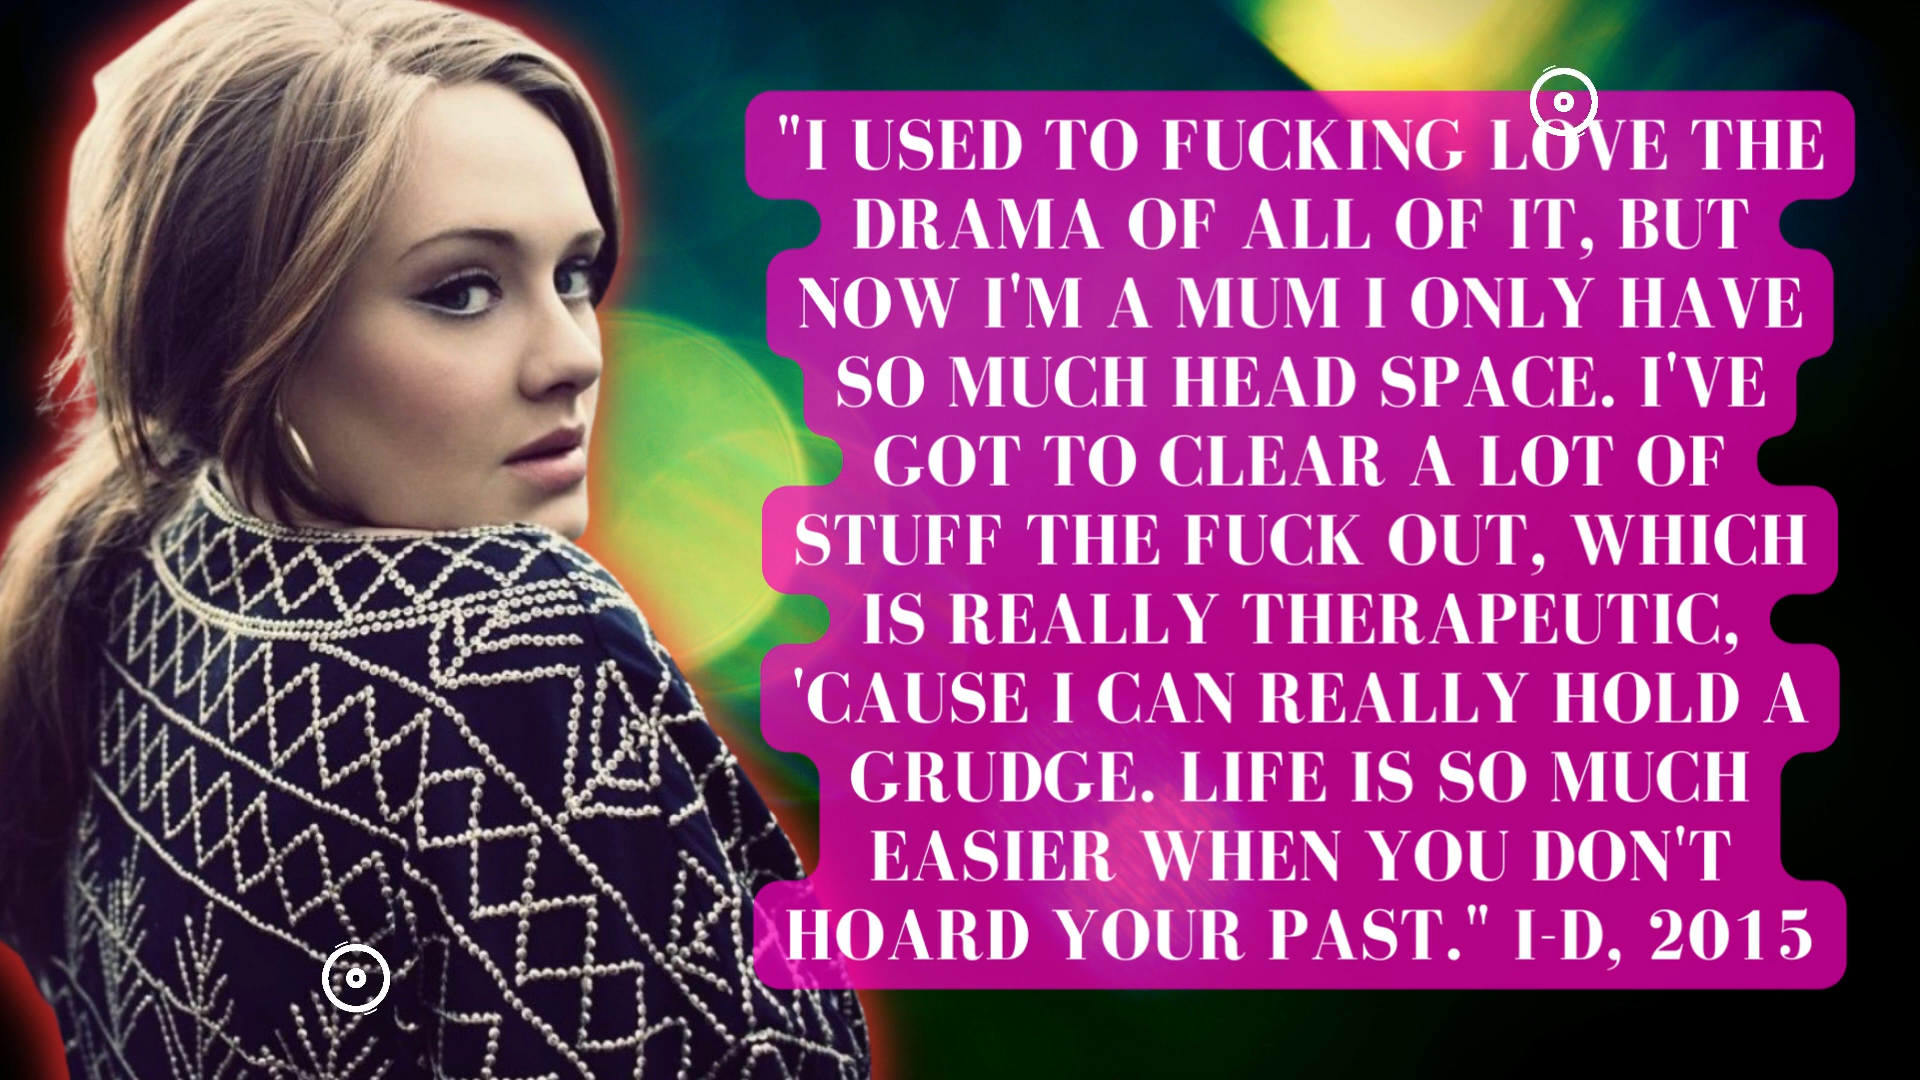 "I USED TO FUCKING LOVE THE
DRAMA OF ALL OF IT, BUT
NOW I'M A MUM I ONLY HAVE
SO MUCH HEAD SPACE. I'VE
GOT TO CLEAR A LOT OF
STUFF THE FUCK OUT, WHICH
IS REALLY THERAPEUTIC,
'CAUSE I CAN REALLY HOLD A
GRUDGE. LIFE IS SO MUCH
EASIER WHEN YOU DON'T
HOARD YOUR PAST." I-D, 2015